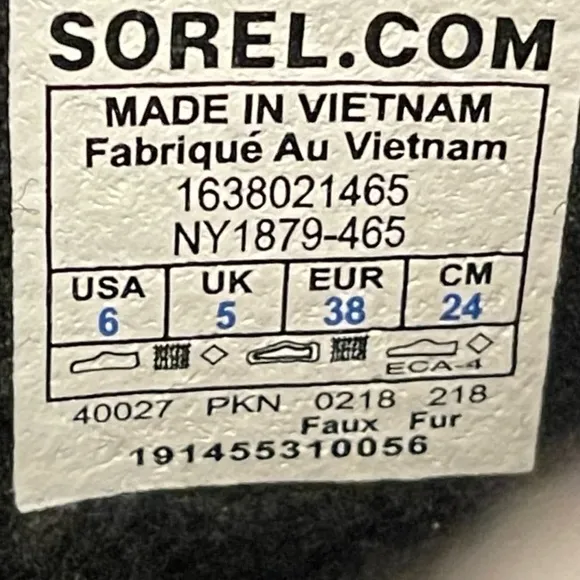 SOREL.COM
MADE IN VIETNAM
Fabriqué Au Vietnam
1638021465
NY1879-465
USA UK EUR CM
6 5 38 24
ECA-4
40027 PKN 0218 218
Faux Fur
191455310056